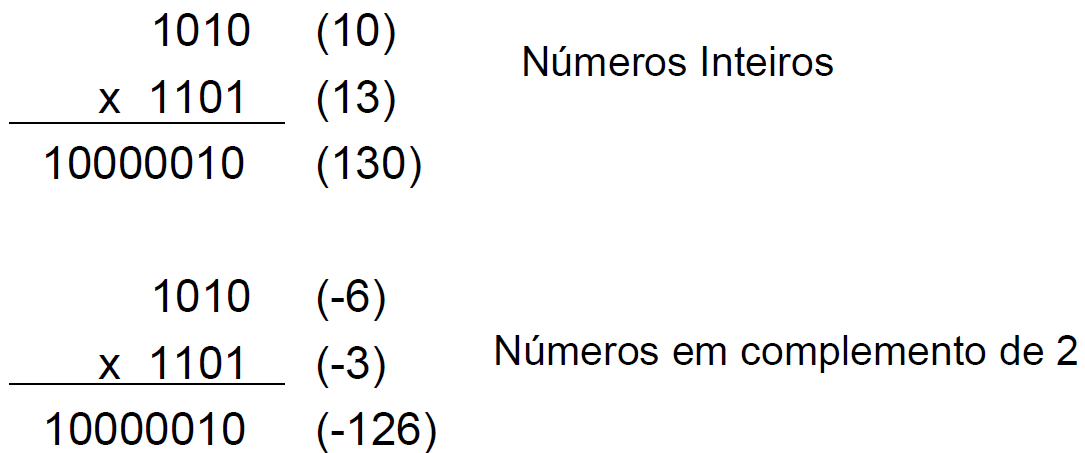 1010 (10)
Números Inteiros
x 1101 (13)
10000010 (130)
1010 (-6)
Números em complemento de 2
x 1101 (-3)
10000010 (-126)